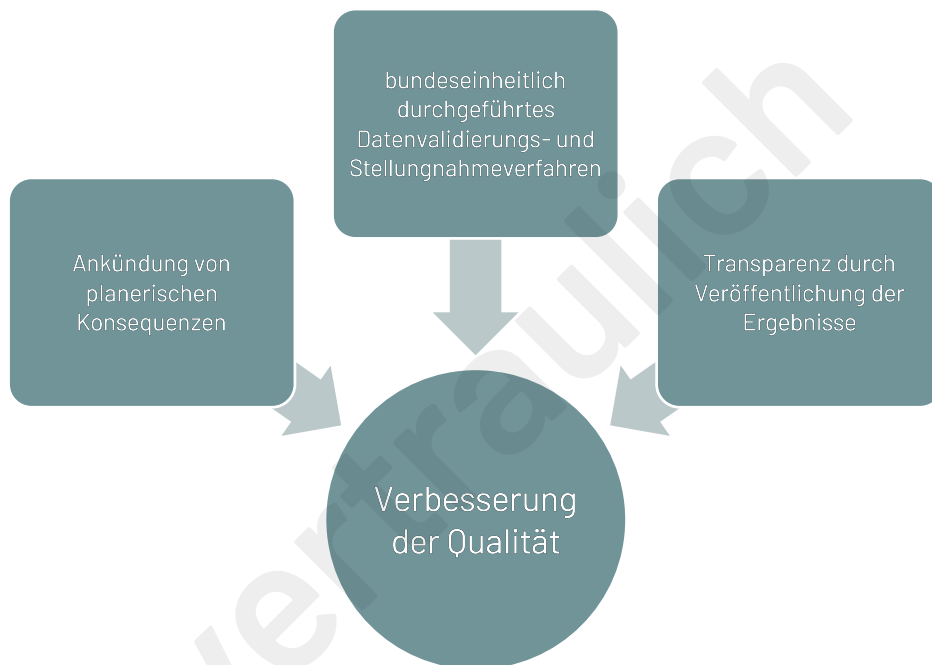 bundeseinheitlich
durchgeführtes
Datenvalidierungs- und
Stellungnahmeverfahren
Ankündung von
planerischen
Konsequenzen
Transparenz durch
Veröffentlichung der
Ergebnisse
Verbesserung
der Qualität
vertraulich